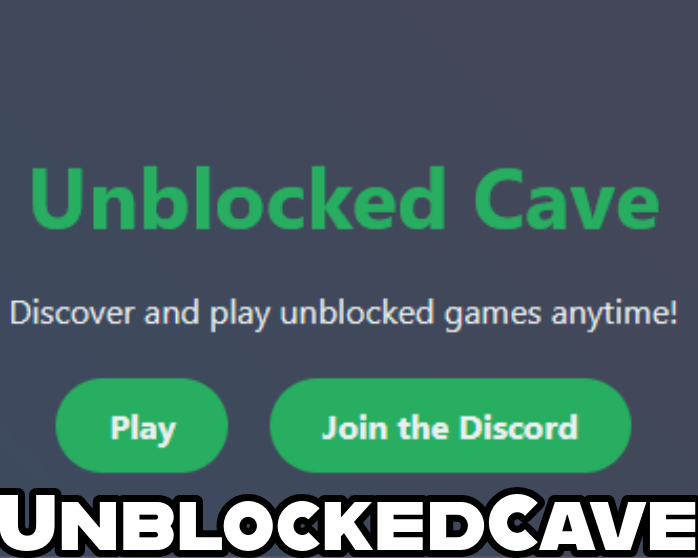 Unblocked Cave
Discover and play unblocked games anytime!
Play
Join the Discord
UNBLOCKEDCAVE